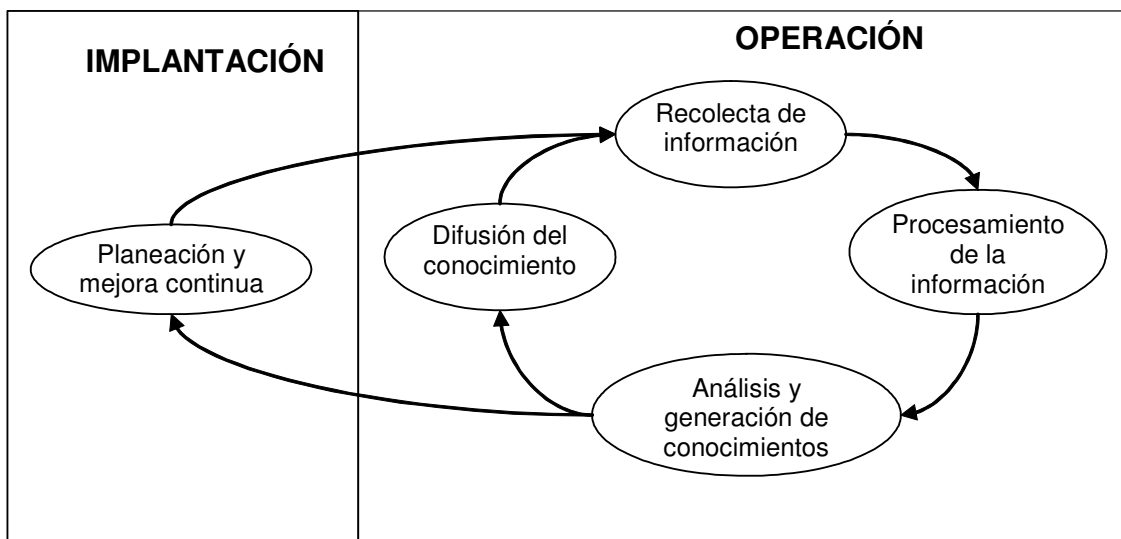 IMPLANTACIÓN
OPERACIÓN
Recolecta de
información
Planeación y
mejora continua
Difusión del
conocimiento
Procesamiento
de la
información
Análisis y
generación de
conocimientos